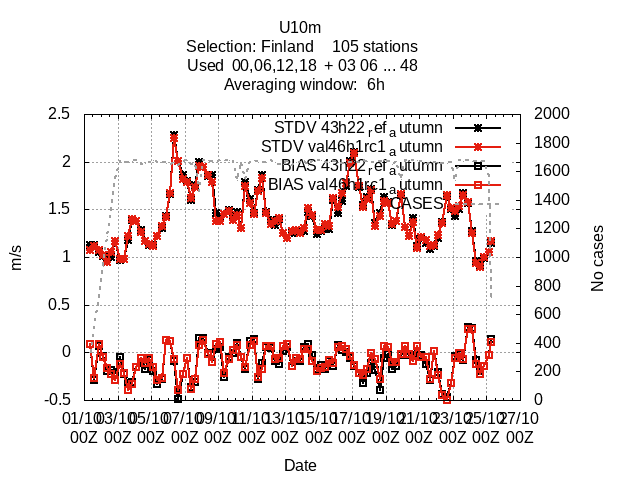 U10m
Selection: Finland 105 stations
Used 00,06,12,18 + 03 06 ... 48
Averaging window: 6h
STDV 43h22_ref_autumn
STDV val46h1rc1_autumn
BIAS 43h22_ref_autumn
BIAS val46h1rc1_autumn
CASES
2.5
2
1.5
1
0.5
0
-0.5
m/s
2000
1800
1600
1400
1200
1000
800
600
400
200
0
No cases
01/10 03/10 05/10 07/10 09/10 11/10 13/10 15/10 17/10 19/10 21/10 23/10 25/10 27/10
00Z 00Z 00Z 00Z 00Z 00Z 00Z 00Z 00Z 00Z 00Z 00Z 00Z 00Z
Date